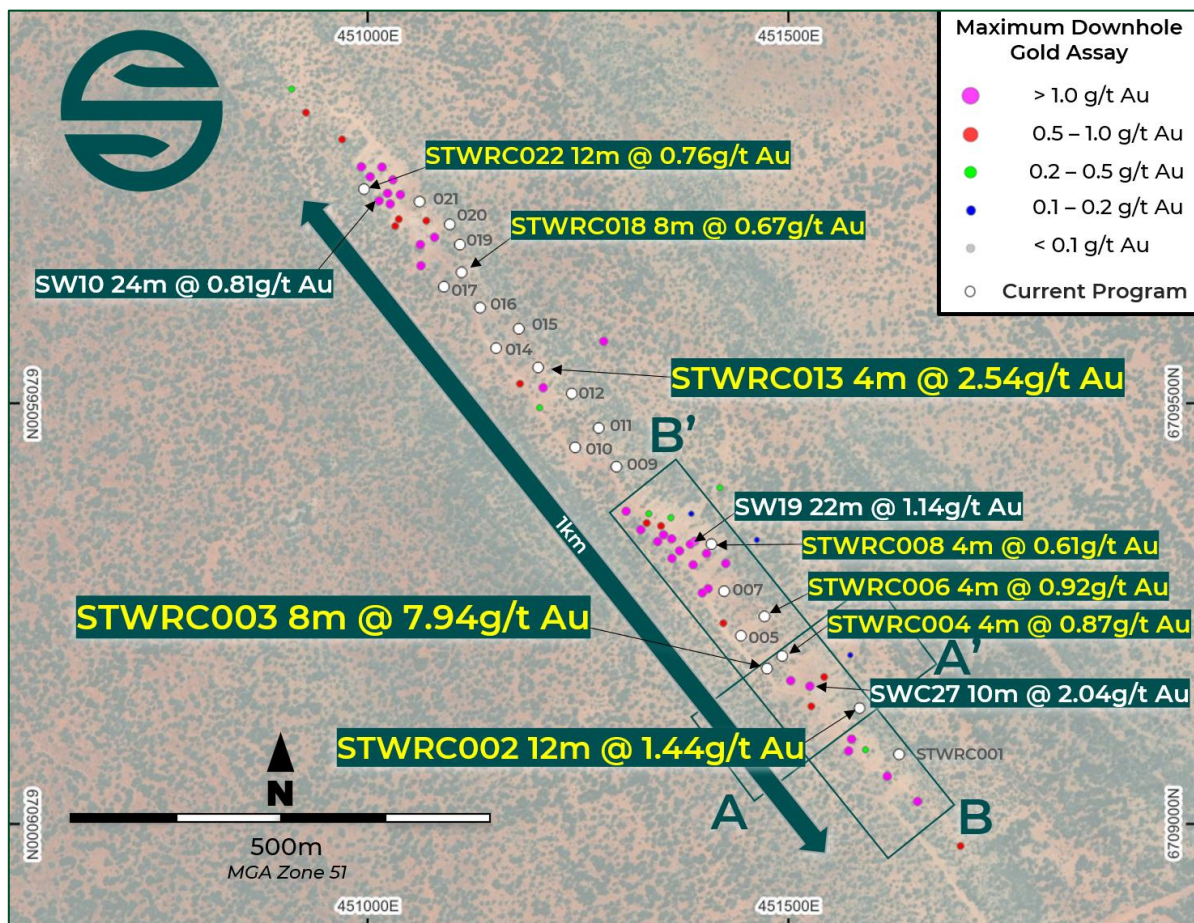 451000E
451500E
Maximum Downhole
Gold Assay
> 1.0 g/t Au
0.5 – 1.0 g/t Au
0.2 – 0.5 g/t Au
0.1 – 0.2 g/t Au
< 0.1 g/t Au
Current Program
STWRC022 12m @ 0.76g/t Au
021
020
STWRC018 8m @ 0.67g/t Au
019
SW10 24m @ 0.81g/t Au
017
016
015
014
STWRC013 4m @ 2.54g/t Au
6709500N
6709500N
012
011
B'
010
009
SW19 22m @ 1.14g/t Au
1km
STWRC008 4m @ 0.61g/t Au
007
STWRC006 4m @ 0.92g/t Au
STWRC003 8m @ 7.94g/t Au
STWRC004 4m @ 0.87g/t Au
005
A'
SWC27 10m @ 2.04g/t Au
STWRC002 12m @ 1.44g/t Au
STWRC001
N
A
B
6709000N
6709000N
500m
MGA Zone 51
451000E
451500E